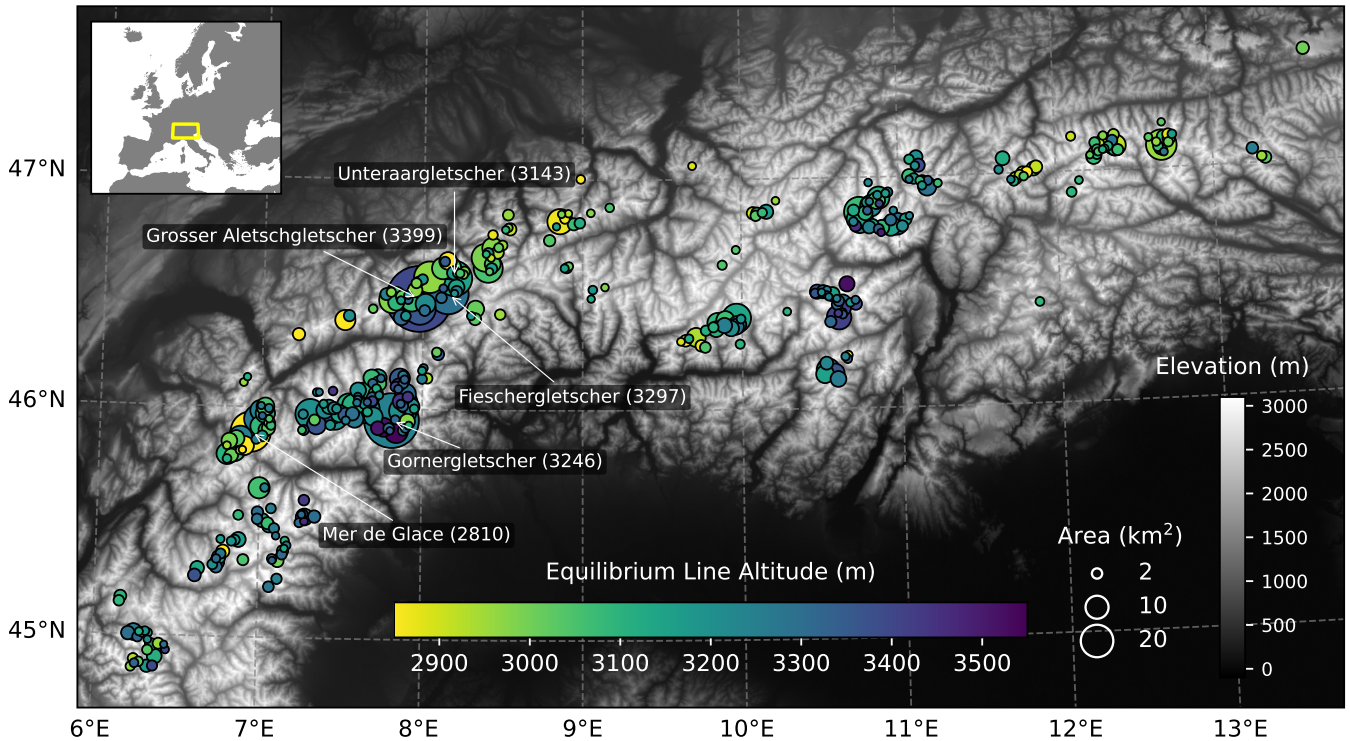 47°N
46°N
45°N
Unteraargletscher (3143)
Grosser Aletschgletscher (3399)
Fieschergletscher (3297)
Gornergletscher (3246)
Mer de Glace (2810)
Elevation (m)
3000
2500
2000
1500
1000
500
0
Area (km²)
2
10
20
Equilibrium Line Altitude (m)
2900 3000 3100 3200 3300 3400 3500
6°E 7°E 8°E 9°E 10°E 11°E 12°E 13°E